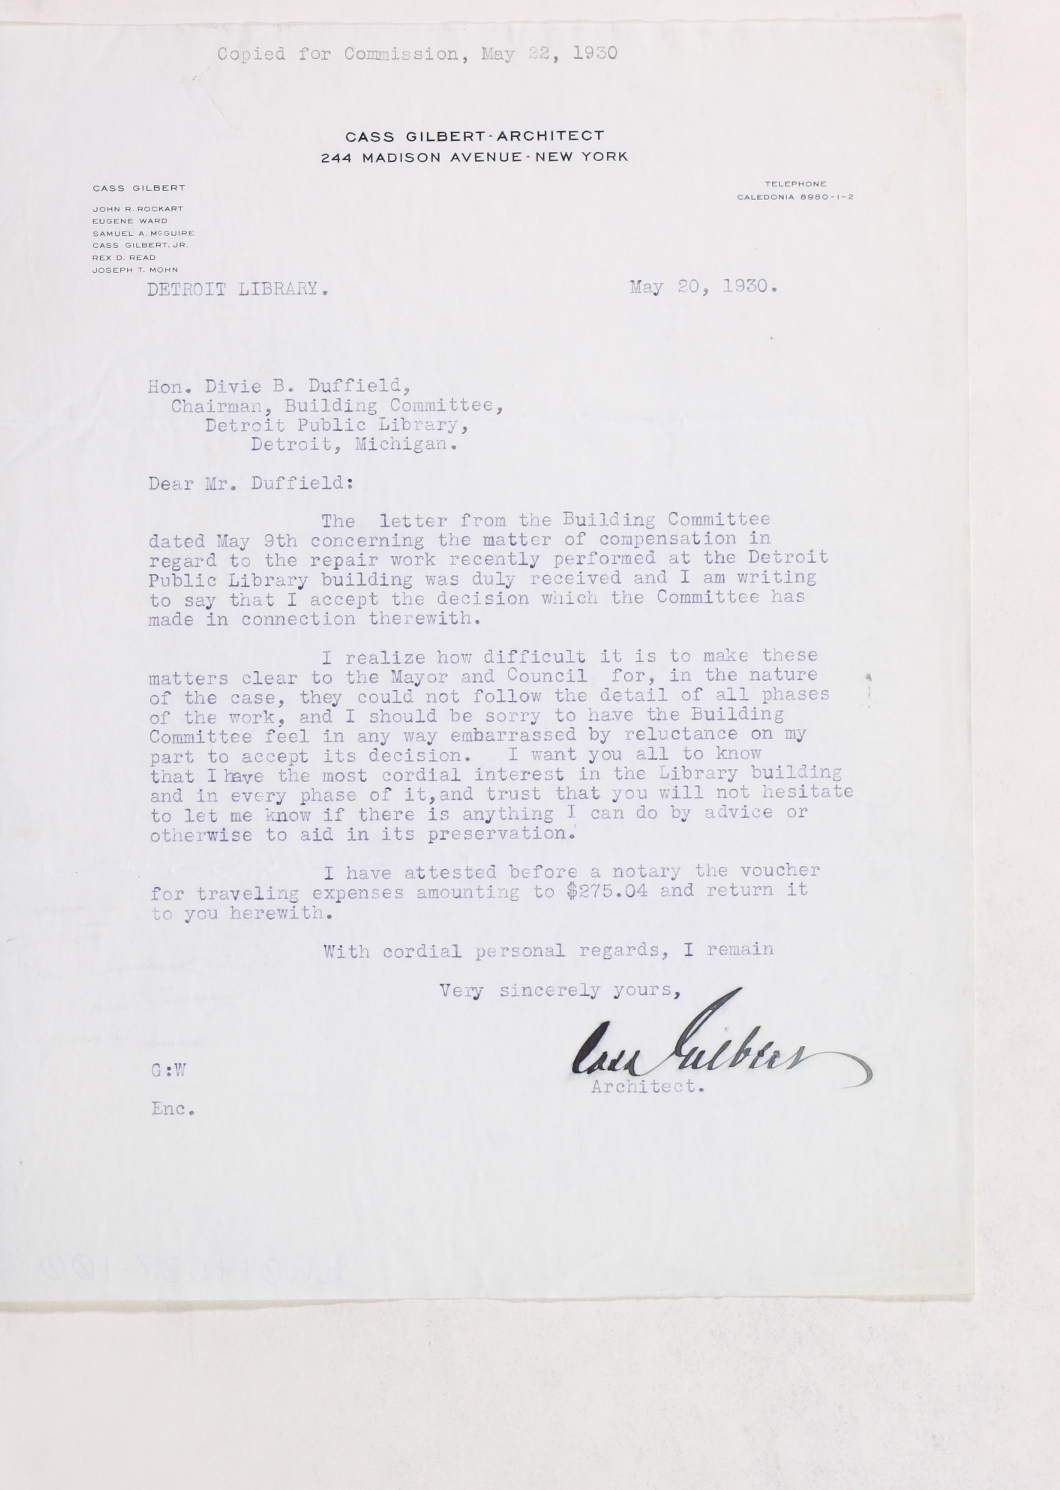 Copied for Commission, May 22, 1930
CASS GILBERT-ARCHITECT
244 MADISON AVENUE-NEW YORK
CASS GILBERT
JOHN R. ROCKART
EUGENE WARD
SAMUEL A. McGUIRE
CASS GILBERT, JR.
REX D. READ
JOSEPH T. MOHN
TELEPHONE
CALEDONIA 8980-1-2
DETROIT LIBRARY. May 20, 1930.
Hon. Divie B. Duffield,
Chairman, Building Committee,
Detroit Public Library,
Detroit, Michigan.
Dear Mr. Duffield:
The letter from the Building Committee
dated May 9th concerning the matter of compensation in
regard to the repair work recently performed at the Detroit
Public Library building was duly received and I am writing
to say that I accept the decision which the Committee has
made in connection therewith.
I realize how difficult it is to make these
matters clear to the Mayor and Council for, in the nature
of the case, they could not follow the detail of all phases
of the work, and I should be sorry to have the Building
Committee feel in any way embarrassed by reluctance on my
part to accept its decision. I want you all to know
that I have the most cordial interest in the Library building
and in every phase of it,and trust that you will not hesitate
to let me know if there is anything I can do by advice or
otherwise to aid in its preservation.
I have attested before a notary the voucher
for traveling expenses amounting to $275.04 and return it
to you herewith.
With cordial personal regards, I remain
Very sincerely yours,
Cass Gilbert
Architect.
G:W
Enc.